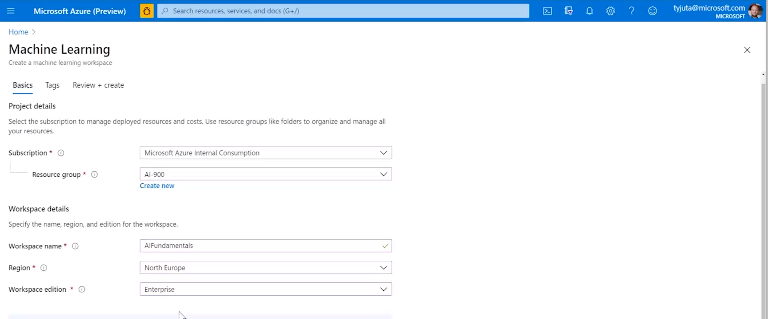 Microsoft Azure (Preview)
Search resources, services, and docs (G+/)
tyjuta@microsoft.com
MICROSOFT
Home >
Machine Learning
Create a machine learning workspace
Basics Tags Review + create
Project details
Select the subscription to manage deployed resources and costs. Use resource groups like folders to organize and manage all
your resources.
Subscription * Microsoft Azure Internal Consumption
Resource group * AI-900
Create new
Workspace details
Specify the name, region, and edition for the workspace.
Workspace name * AIFundamentals
Region * North Europe
Workspace edition * Enterprise